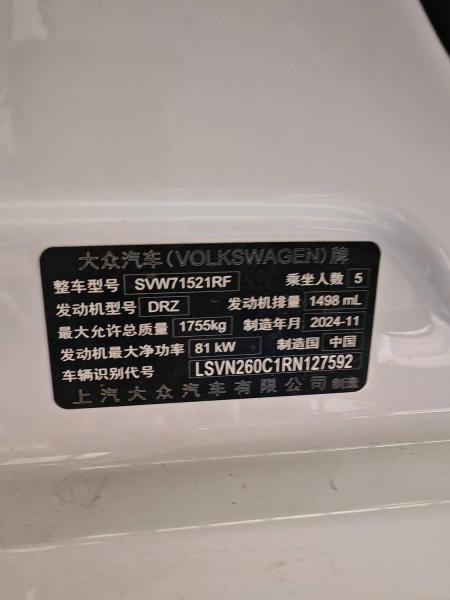 大众汽车(VOLKSWAGEN)牌
整车型号 SVW71521RF 乘坐人数 5
发动机型号 DRZ 发动机排量 1498 mL
最大允许总质量 1755kg 制造年月 2024-11
发动机最大净功率 81 kW 制造国 中国
车辆识别代号 LSVN260C1RN127592
上汽大众汽车有限公司 制造